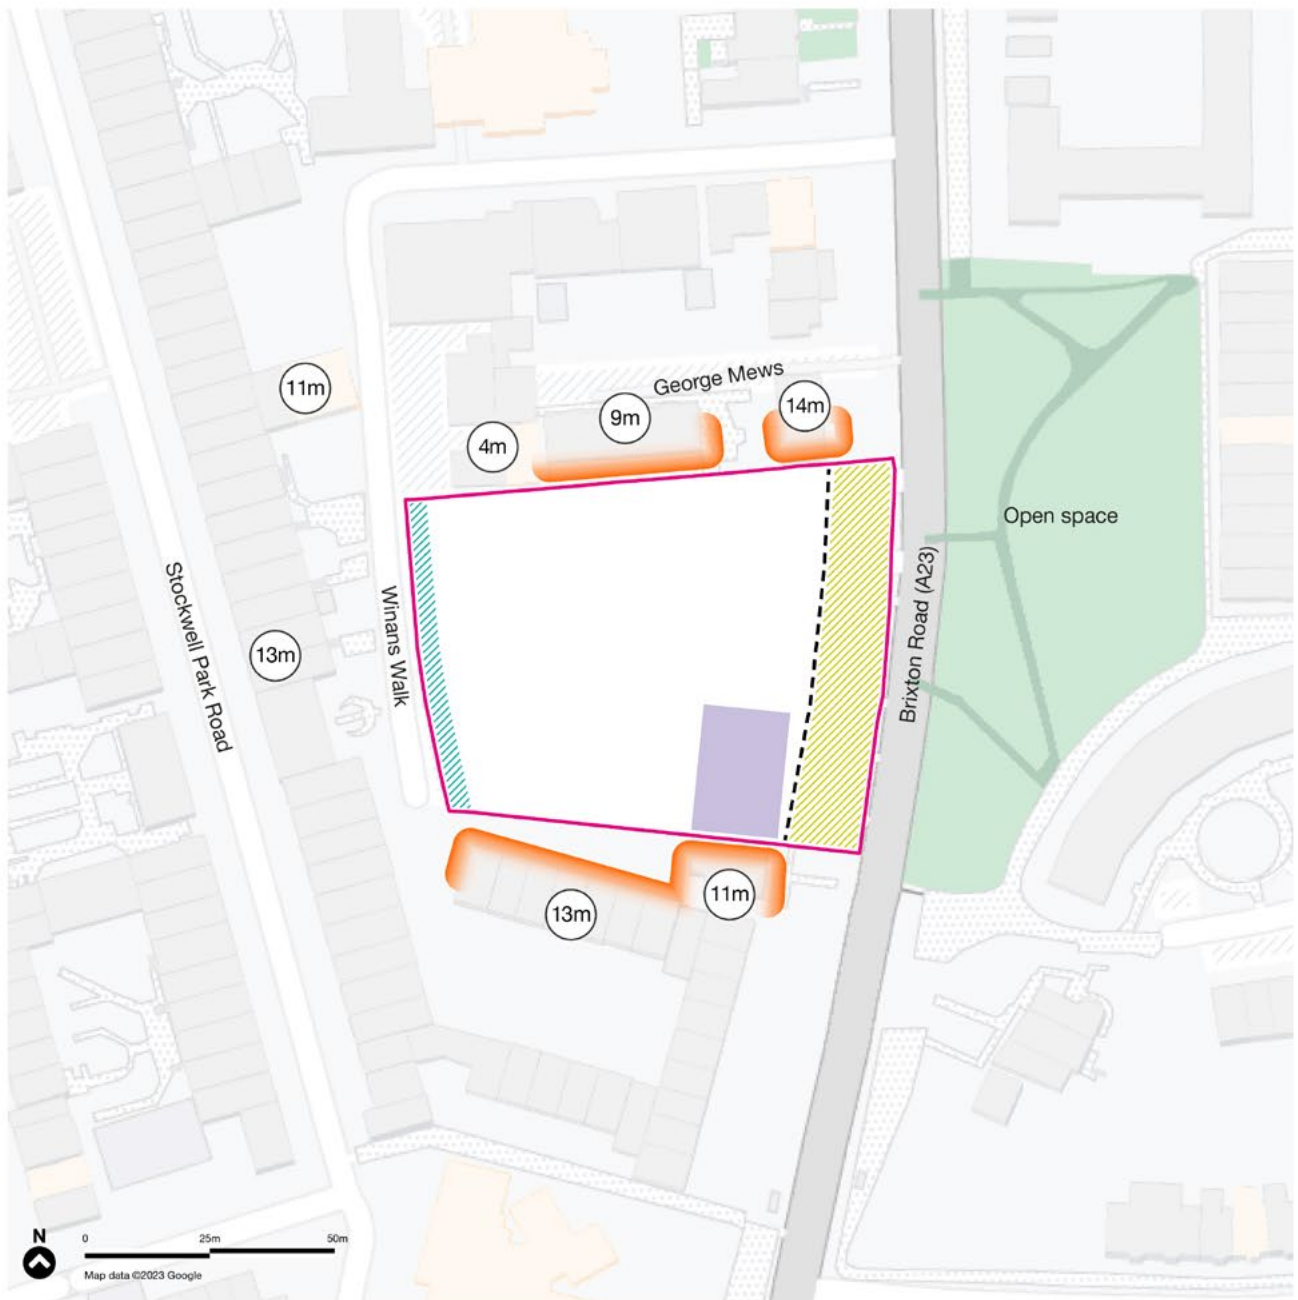 George Mews
11m
14m
9m
4m
Open space
Stockwell Park Road
Winans Walk
Brixton Road (A23)
13m
13m
11m
N
0 25m 50m
Map data ©2023 Google